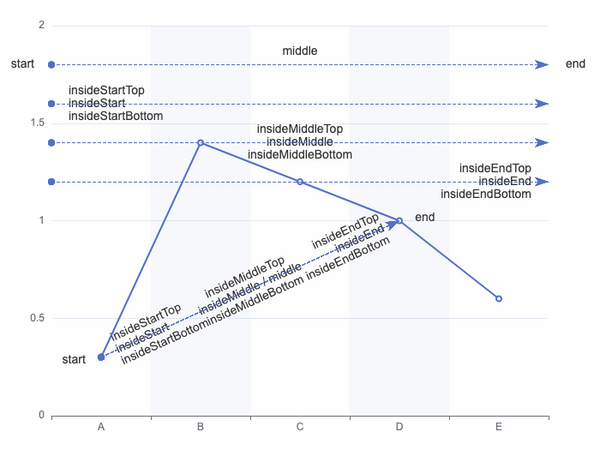 2
middle
start
end
insideStartTop
insideStart
insideStartBottom
1.5
insideMiddleTop
insideMiddle
insideMiddleBottom
insideEndTop
insideEnd
insideEndBottom
1
end
insideEndTop
insideEnd
insideEndBottom
insideMiddleTop
insideMiddle / middle
insideMiddleBottom
0.5
insideStartTop
insideStart
insideStartBottom
start
0
A B C D E